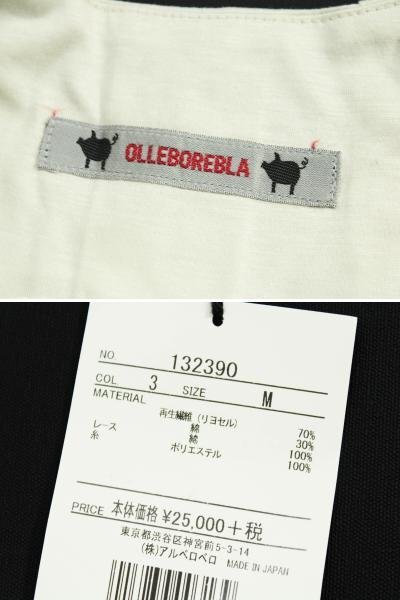 OLLEBOREBLA
NO. 132390
COL. 3 SIZE M
MATERIAL
再生繊維 (リヨセル) 70%
綿 30%
レース 綿 100%
糸 ポリエステル 100%
PRICE 本体価格 ¥25,000+税
東京都渋谷区神宮前5-3-14
(株)アルベロベロ MADE IN JAPAN